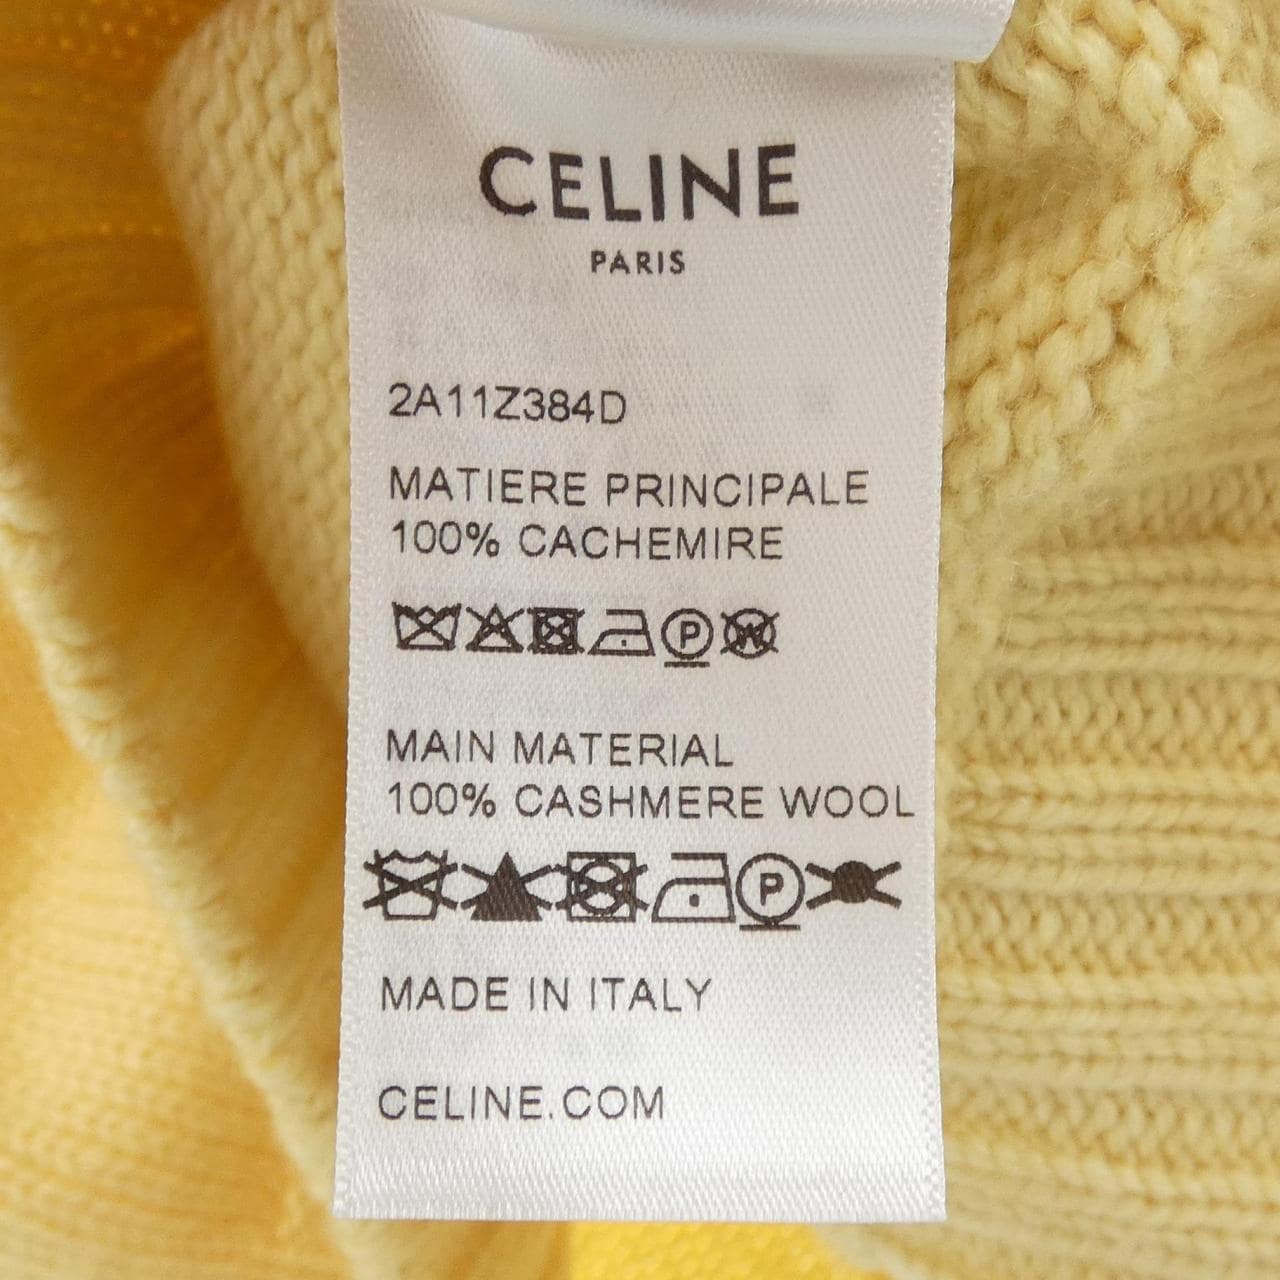 CELINE
PARIS
2A11Z384D
MATIERE PRINCIPALE
100% CACHEMIRE
P W
MAIN MATERIAL
100% CASHMERE WOOL
P
MADE IN ITALY
CELINE.COM